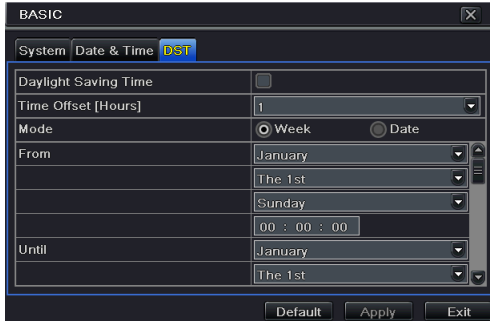 BASIC
System Date & Time DST
Daylight Saving Time
Time Offset [Hours] 1
Mode Week Date
From January
The 1st
Sunday
00 : 00 : 00
Until January
The 1st
Default Apply Exit